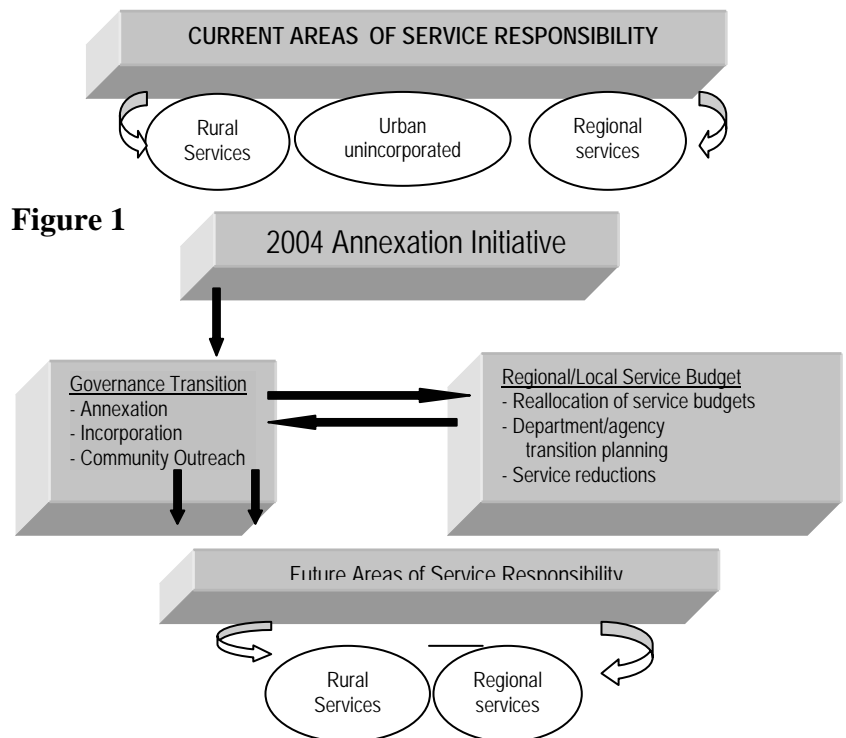 CURRENT AREAS OF SERVICE RESPONSIBILITY
Rural
Services
Urban
unincorporated
Regional
services
Figure 1
2004 Annexation Initiative
Governance Transition
- Annexation
- Incorporation
- Community Outreach
Regional/Local Service Budget
- Reallocation of service budgets
- Department/agency
transition planning
- Service reductions
Future Areas of Service Responsibility
Rural
Services
Regional
services